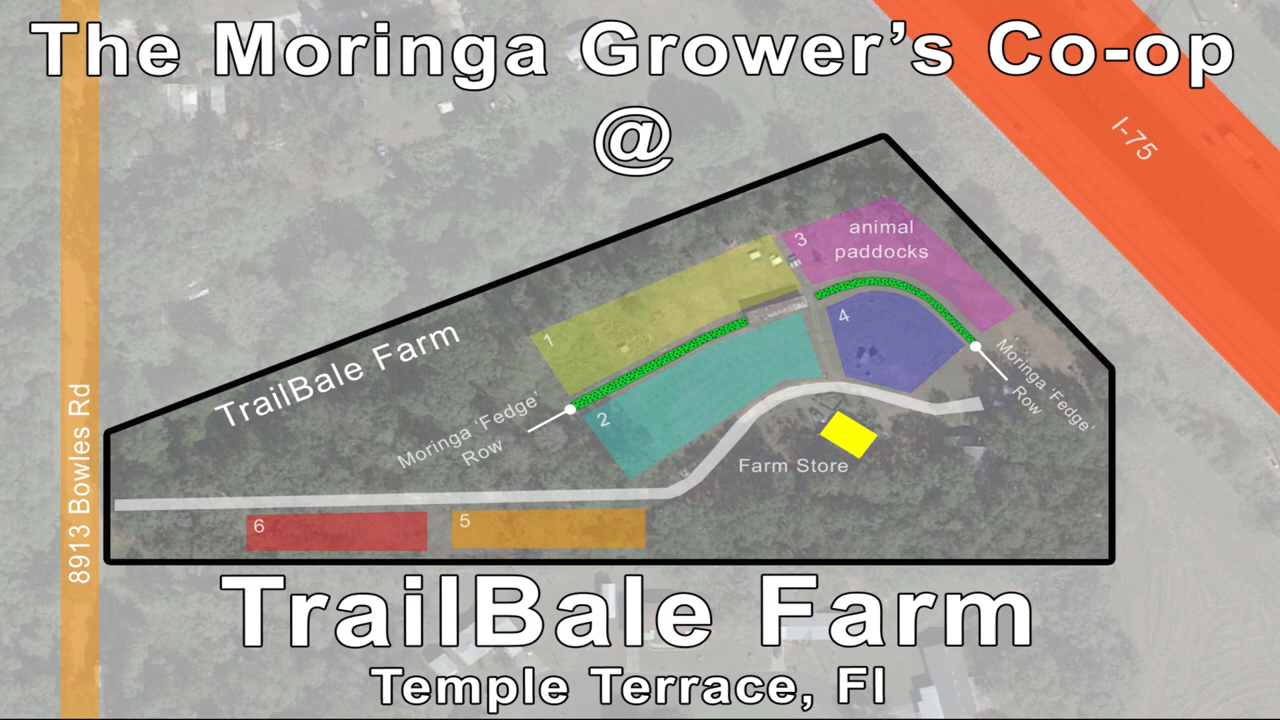 The Moringa Grower’s Co-op
@
I-75
3
animal
paddocks
4
1
TrailBale Farm
Moringa ‘Fedge’
Row
2
Moringa ‘Fedge’
Row
Farm Store
8913 Bowles Rd
6
5
TrailBale Farm
Temple Terrace, Fl